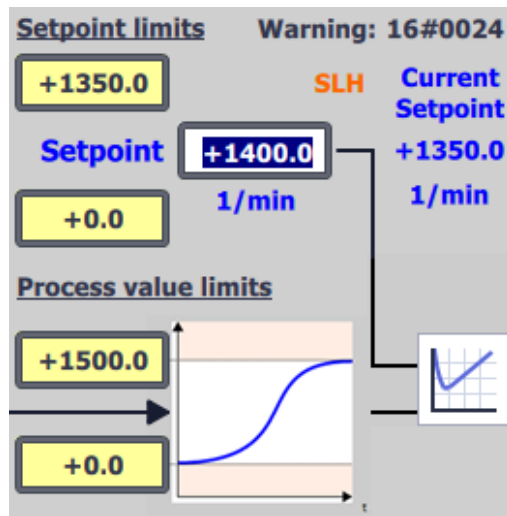 Setpoint limits Warning: 16#0024
+1350.0 SLH Current
Setpoint
Setpoint +1400.0 +1350.0
+0.0 1/min 1/min
Process value limits
+1500.0
+0.0
t